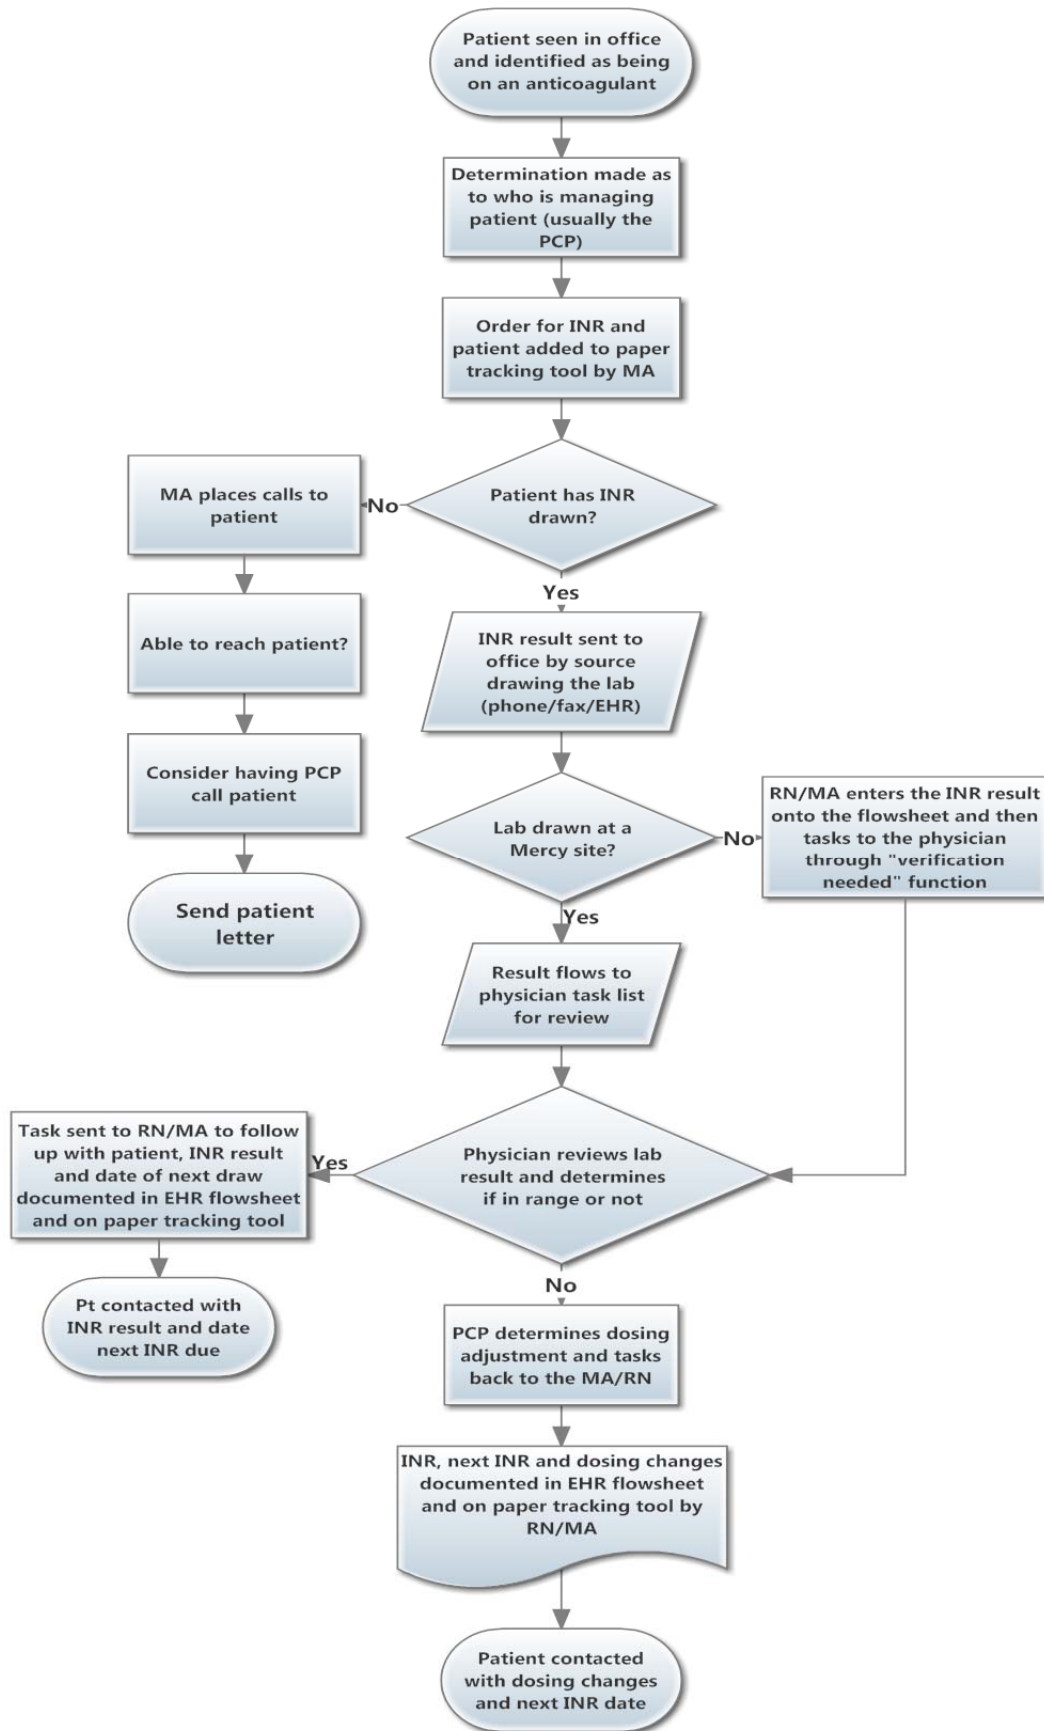 Patient seen in office
and identified as being
on an anticoagulant
Determination made as
to who is managing
patient (usually the
PCP)
Order for INR and
patient added to paper
tracking tool by MA
Patient has INR
drawn?
No
MA places calls to
patient
Able to reach patient?
Consider having PCP
call patient
Send patient
letter
Yes
INR result sent to
office by source
drawing the lab
(phone/fax/EHR)
Lab drawn at a
Mercy site?
No
RN/MA enters the INR result
onto the flowsheet and then
tasks to the physician
through "verification
needed" function
Yes
Result flows to
physician task list
for review
Physician reviews lab
result and determines
if in range or not
Yes
Task sent to RN/MA to follow
up with patient, INR result
and date of next draw
documented in EHR flowsheet
and on paper tracking tool
Pt contacted with
INR result and date
next INR due
No
PCP determines dosing
adjustment and tasks
back to the MA/RN
INR, next INR and dosing changes
documented in EHR flowsheet
and on paper tracking tool by
RN/MA
Patient contacted
with dosing changes
and next INR date